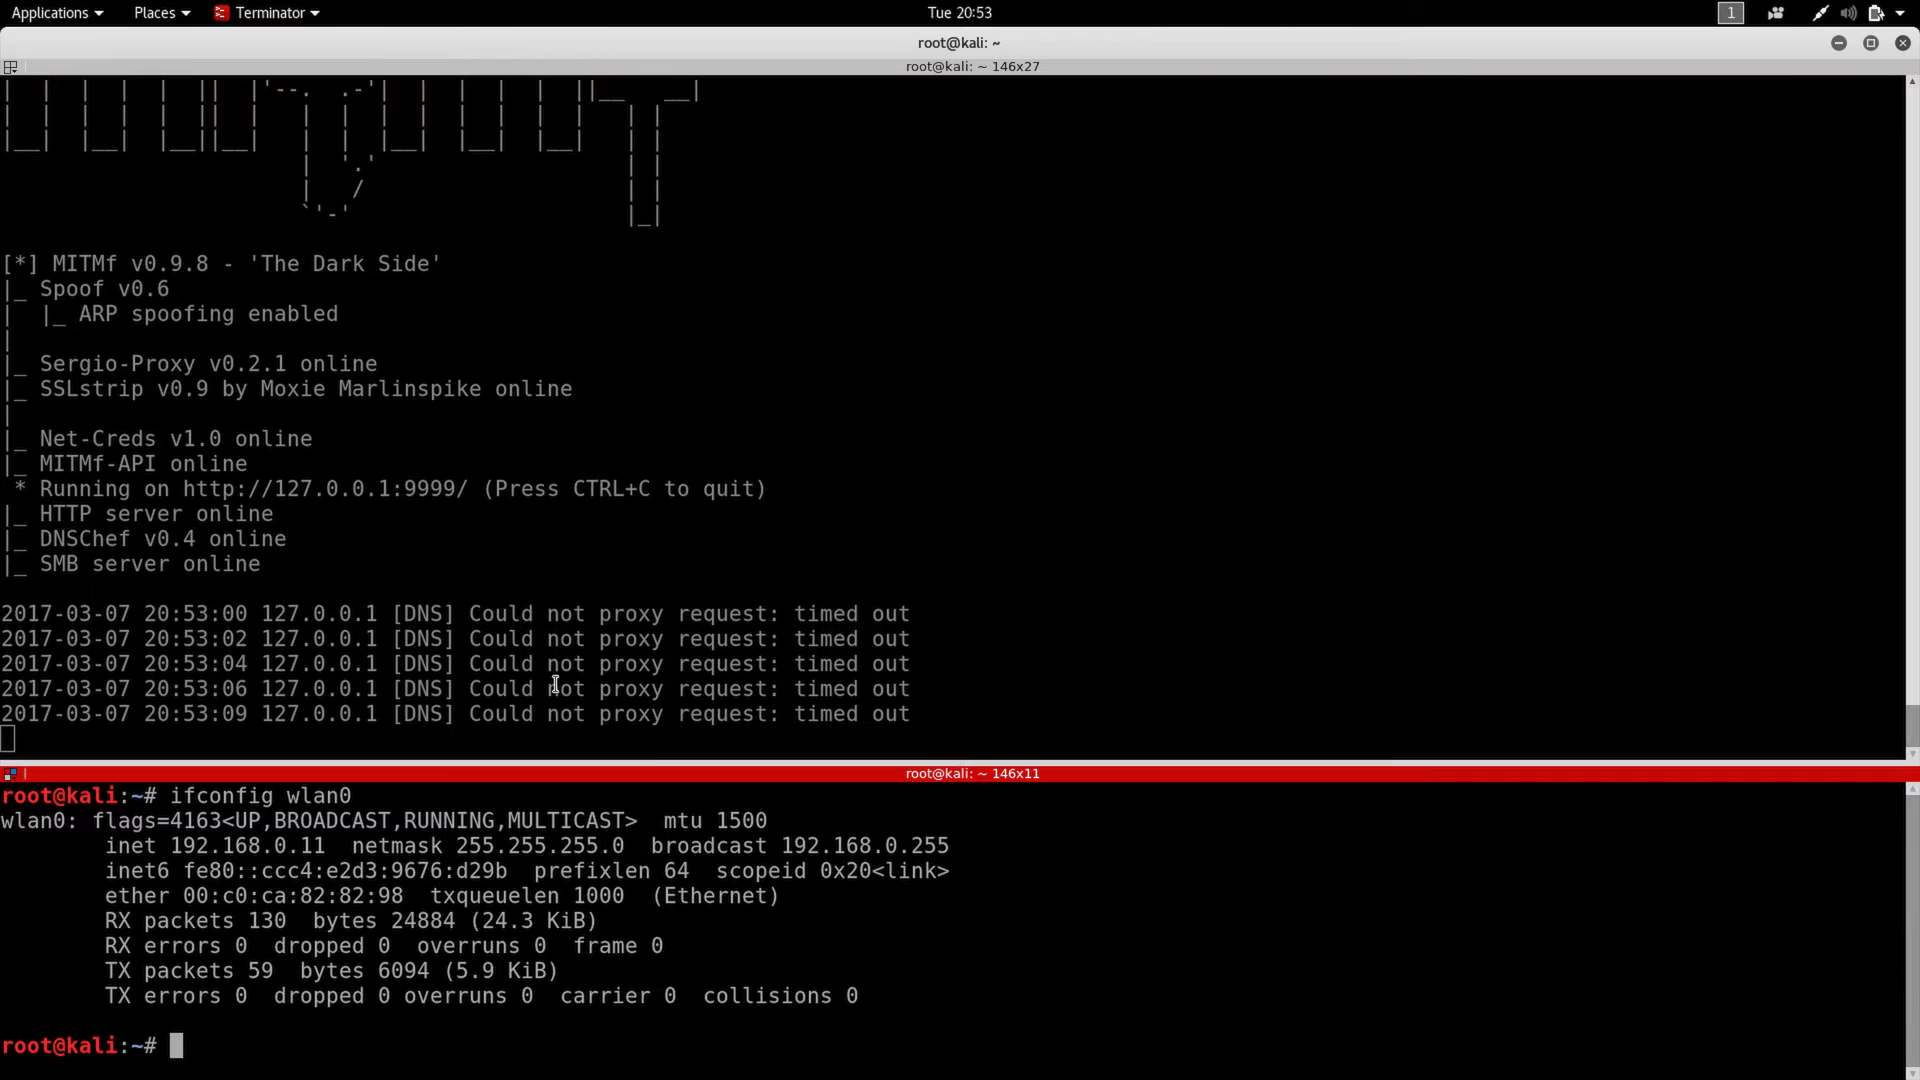 Applications Places Terminator Tue 20:53 1
root@kali: ~
root@kali: ~ 146x27
| | | | | || |'--. .-'| | | | | ||__ __|
| | | | | || | | | | | | | | | |
|__| |__| |__||__| | | |__| |__| |__| | |
| '.' | |
| / | |
`'-' |_|
[*] MITMf v0.9.8 - 'The Dark Side'
|_ Spoof v0.6
| |_ ARP spoofing enabled
|
|_ Sergio-Proxy v0.2.1 online
|_ SSLstrip v0.9 by Moxie Marlinspike online
|
|_ Net-Creds v1.0 online
|_ MITMf-API online
* Running on http://127.0.0.1:9999/ (Press CTRL+C to quit)
|_ HTTP server online
|_ DNSChef v0.4 online
|_ SMB server online
2017-03-07 20:53:00 127.0.0.1 [DNS] Could not proxy request: timed out
2017-03-07 20:53:02 127.0.0.1 [DNS] Could not proxy request: timed out
2017-03-07 20:53:04 127.0.0.1 [DNS] Could not proxy request: timed out
2017-03-07 20:53:06 127.0.0.1 [DNS] Could not proxy request: timed out
2017-03-07 20:53:09 127.0.0.1 [DNS] Could not proxy request: timed out
root@kali: ~ 146x11
root@kali:~# ifconfig wlan0
wlan0: flags=4163<UP,BROADCAST,RUNNING,MULTICAST> mtu 1500
inet 192.168.0.11 netmask 255.255.255.0 broadcast 192.168.0.255
inet6 fe80::ccc4:e2d3:9676:d29b prefixlen 64 scopeid 0x20<link>
ether 00:c0:ca:82:82:98 txqueuelen 1000 (Ethernet)
RX packets 130 bytes 24884 (24.3 KiB)
RX errors 0 dropped 0 overruns 0 frame 0
TX packets 59 bytes 6094 (5.9 KiB)
TX errors 0 dropped 0 overruns 0 carrier 0 collisions 0
root@kali:~#